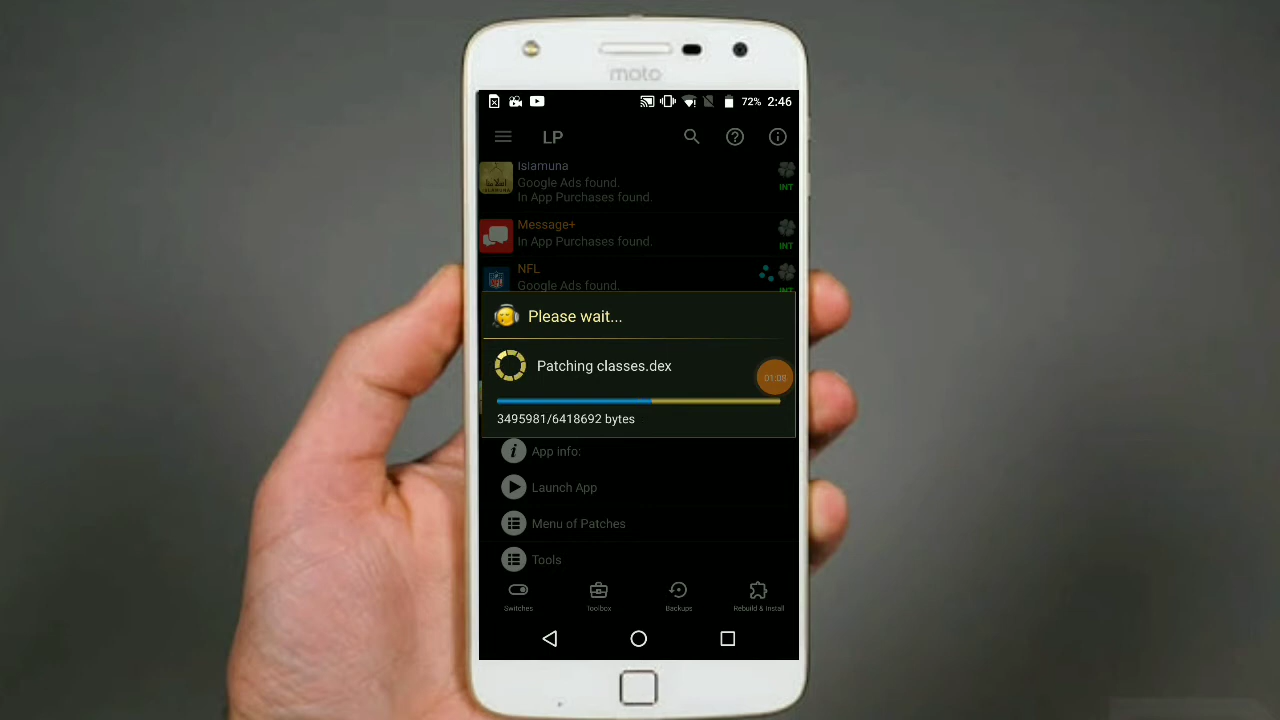 moto
72% 2:46
LP
Islamuna
Google Ads found.
In App Purchases found.
INT
Message+
In App Purchases found.
INT
NFL
Google Ads found.
INT
Please wait...
Patching classes.dex
01:08
3495981/6418692 bytes
App info:
Launch App
Menu of Patches
Tools
Switches
Toolbox
Backups
Rebuild & Install